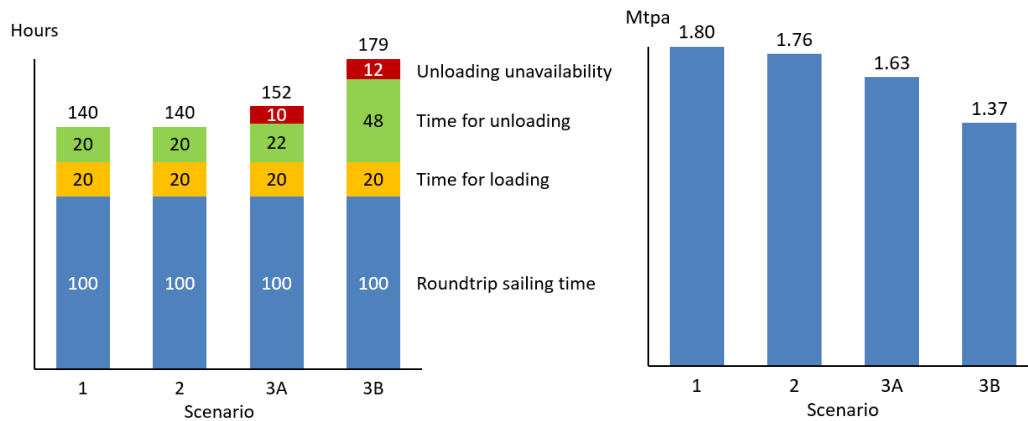 Hours
179
12
Unloading unavailability
152
140
140
10
48
Time for unloading
20
20
22
20
20
20
20
Time for loading
100
100
100
100
Roundtrip sailing time
1
2
3A
3B
Scenario
Mtpa
1.80
1.76
1.63
1.37
1
2
3A
3B
Scenario